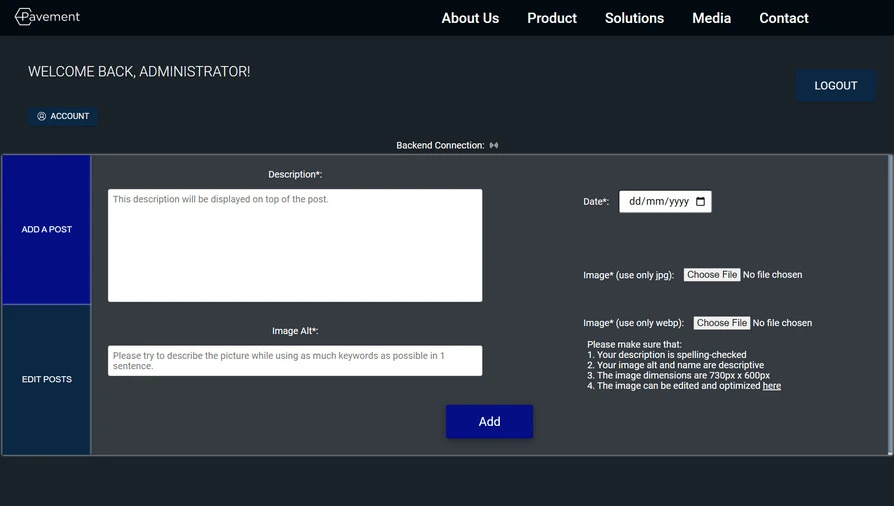 Pavement
About Us Product Solutions Media Contact
WELCOME BACK, ADMINISTRATOR!
LOGOUT
ACCOUNT
Backend Connection:
ADD A POST
EDIT POSTS
Description*:
This description will be displayed on top of the post.
Image Alt*:
Please try to describe the picture while using as much keywords as possible in 1
sentence.
Date*: dd/mm/yyyy
Image* (use only jpg): Choose File No file chosen
Image* (use only webp): Choose File No file chosen
Please make sure that:
1. Your description is spelling-checked
2. Your image alt and name are descriptive
3. The image dimensions are 730px x 600px
4. The image can be edited and optimized here
Add